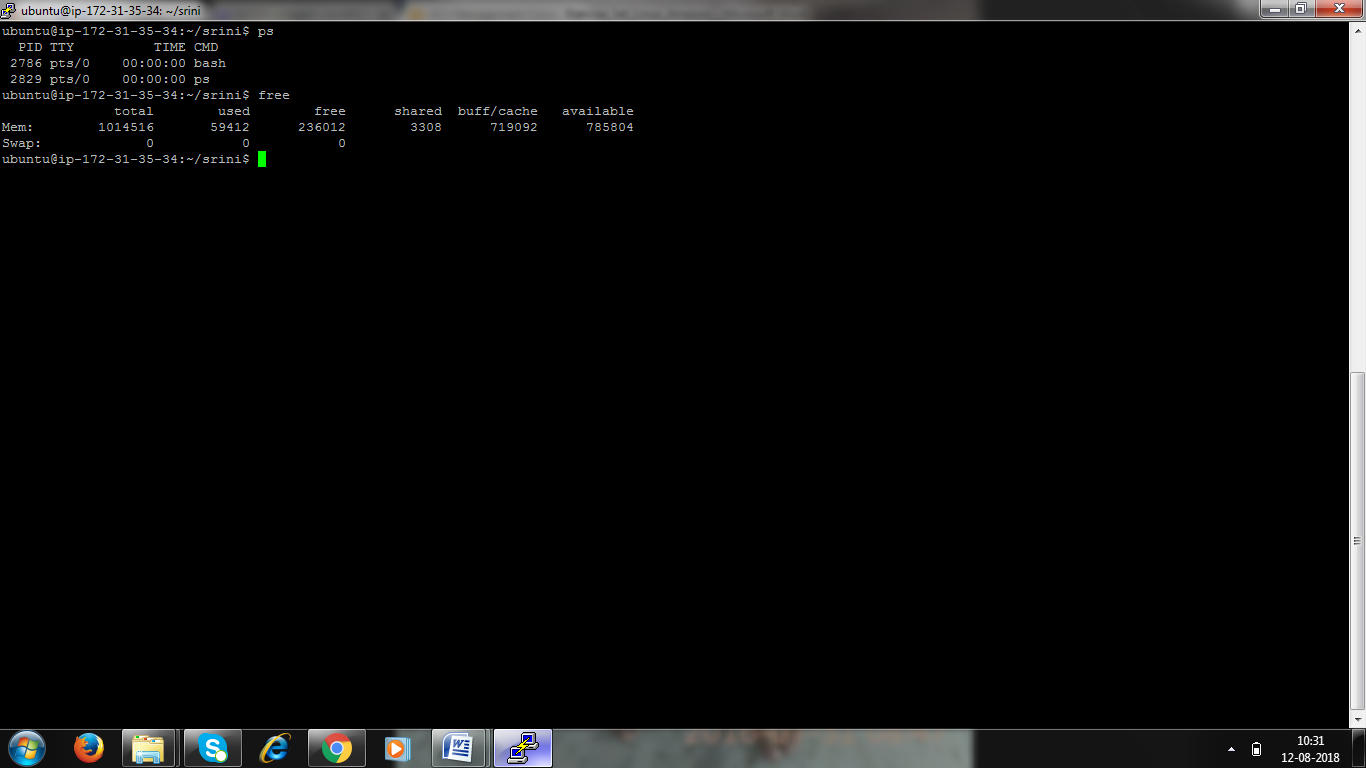 ubuntu@ip-172-31-35-34: ~/srini
ubuntu@ip-172-31-35-34:~/srini$ ps
  PID TTY          TIME CMD
 2786 pts/0    00:00:00 bash
 2829 pts/0    00:00:00 ps
ubuntu@ip-172-31-35-34:~/srini$ free
              total        used        free      shared  buff/cache   available
Mem:        1014516       59412      236012        3308      719092      785804
Swap:             0           0           0
ubuntu@ip-172-31-35-34:~/srini$
10:31
12-08-2018